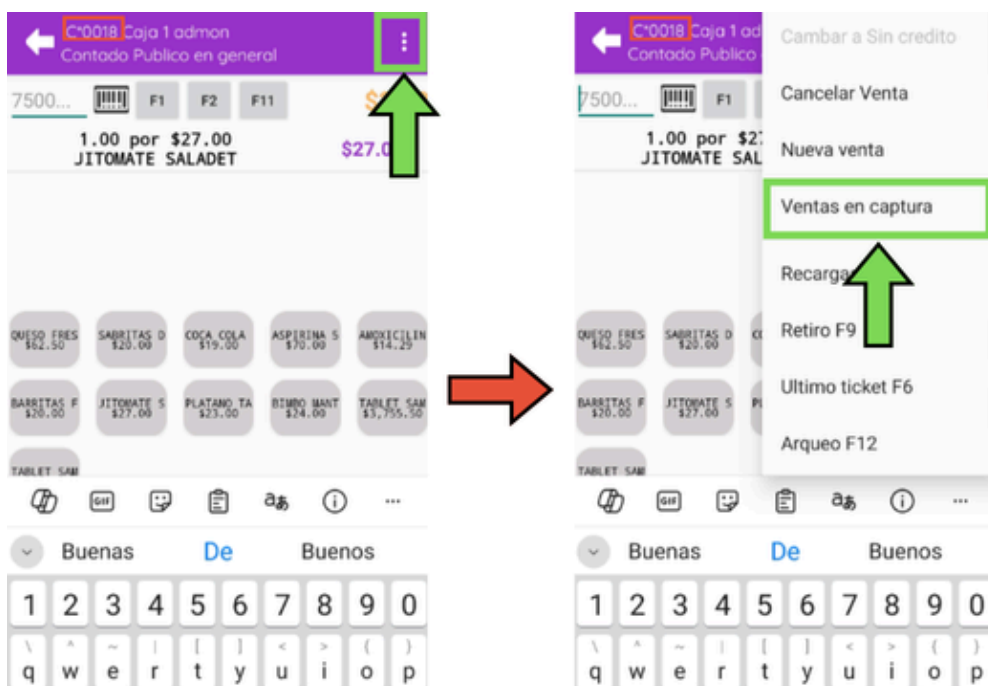 C*0018 Caja 1 admon
Contado Publico en general
7500...
F1
F2
F11
1.00 por $27.00
JITOMATE SALADET
$27.0
QUESO FRES
$62.50
SABRITAS D
$20.00
COCA COLA
$19.00
ASPIRINA S
$70.00
AMOXICILIN
$14.29
BARRITAS F
$20.00
JITOMATE S
$27.00
PLATANO TA
$23.00
BIMBO MANT
$24.00
TABLET SAM
$3,755.50
TABLET SAM
GIF
aあ
...
Buenas
De
Buenos
1 2 3 4 5 6 7 8 9 0
\ ^ ~ | [ ] < > { }
q w e r t y u i o p
C*0018 Caja 1 ad
Contado Publico
7500...
F1
1.00 por $2
JITOMATE SAL
QUESO FRES
$62.50
SABRITAS D
$20.00
BARRITAS F
$20.00
JITOMATE S
$27.00
TABLET SAM
Cambar a Sin credito
Cancelar Venta
Nueva venta
Ventas en captura
Recarga
Retiro F9
Ultimo ticket F6
Arqueo F12
GIF
aあ
...
Buenas
De
Buenos
1 2 3 4 5 6 7 8 9 0
\ ^ ~ | [ ] < > { }
q w e r t y u i o p